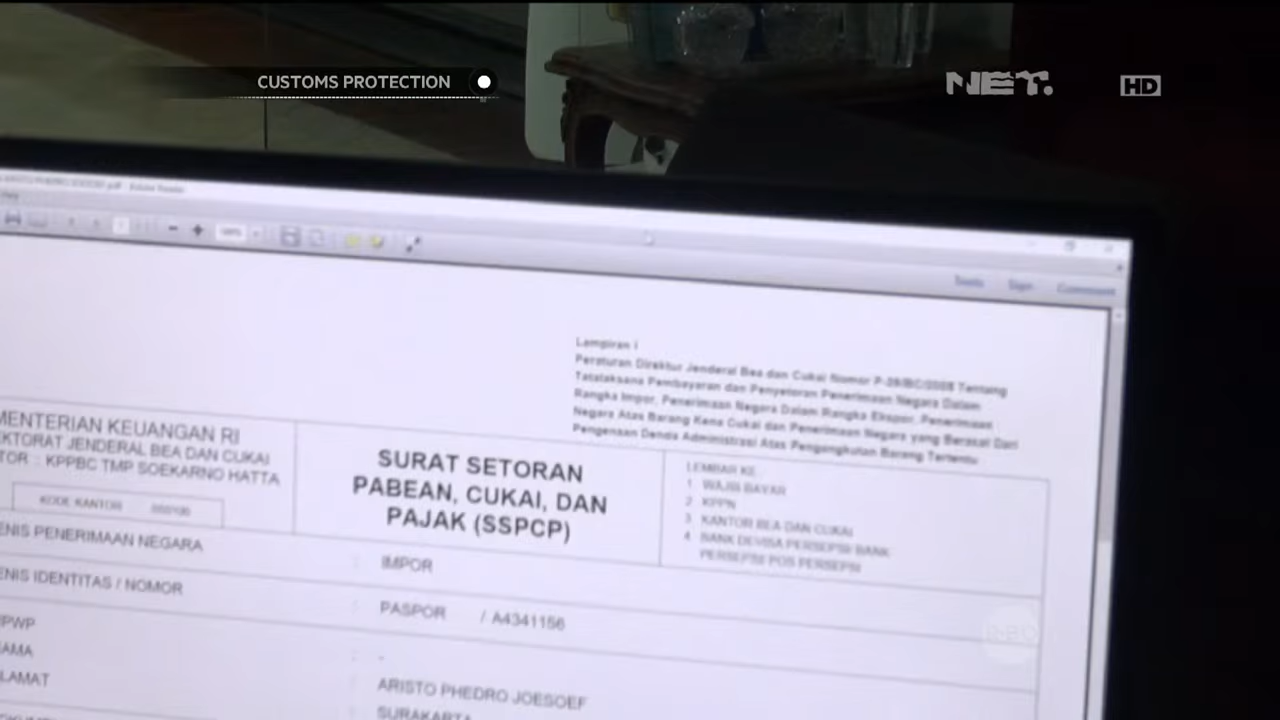 CUSTOMS PROTECTION
NET.
HD
Tools Sign Comment
Lampiran I
Peraturan Direktur Jenderal Bea dan Cukai Nomor Tentang
Tatalaksana Pembayaran dan Penyetoran Penerimaan Negara Dalam
Rangka Impor, Penerimaan Negara Dalam Rangka Ekspor, Penerimaan
Negara Atas Barang Kena Cukai dan Penerimaan Negara yang Berasal Dari
Pengenaan Denda Administrasi Atas Pengangkutan Barang Tertentu
MENTERIAN KEUANGAN RI
EKTORAT JENDERAL BEA DAN CUKAI
TOR : KPPBC TMP SOEKARNO HATTA
KODE KANTOR
SURAT SETORAN
PABEAN, CUKAI, DAN
PAJAK (SSPCP)
LEMBAR KE
1 WAJIB BAYAR
2 KPPN
3 KANTOR BEA DAN CUKAI
4 BANK DEVISA PERSEPSI/ BANK
PERSEPSI/ POS PERSEPSI
ENIS PENERIMAAN NEGARA : IMPOR
ENIS IDENTITAS / NOMOR : PASPOR / A4341156
PWP : -
AMA : ARISTO PHEDRO JOESOEF
LAMAT SURAKARTA